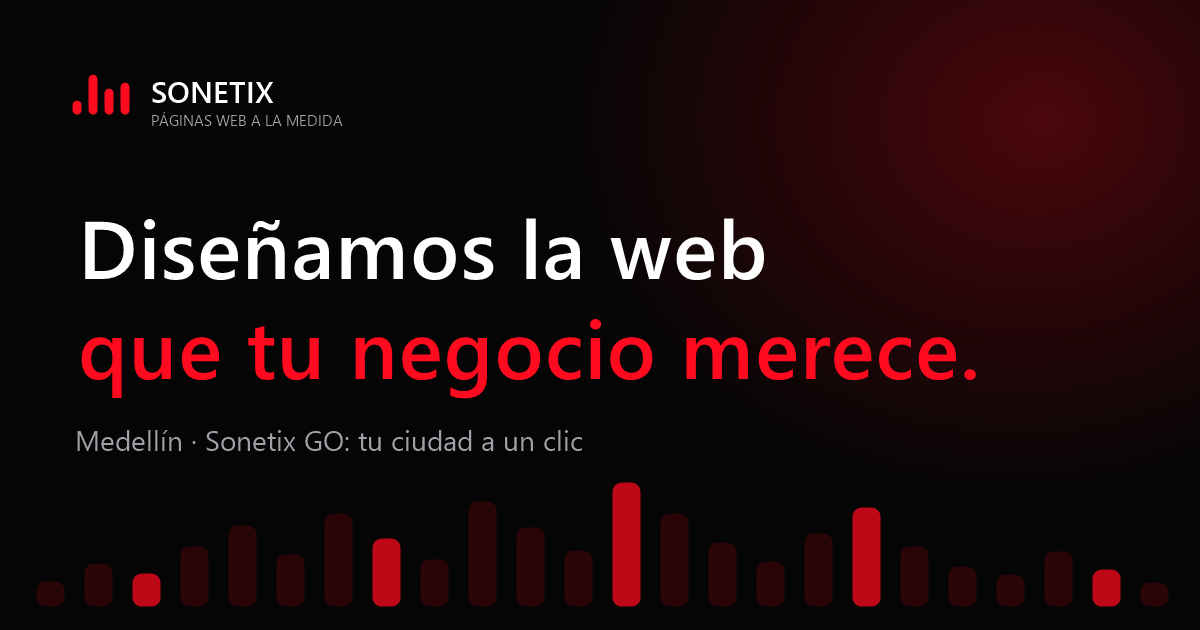 SONETIX
PÁGINAS WEB A LA MEDIDA
Diseñamos la web
que tu negocio merece.
Medellín · Sonetix GO: tu ciudad a un clic